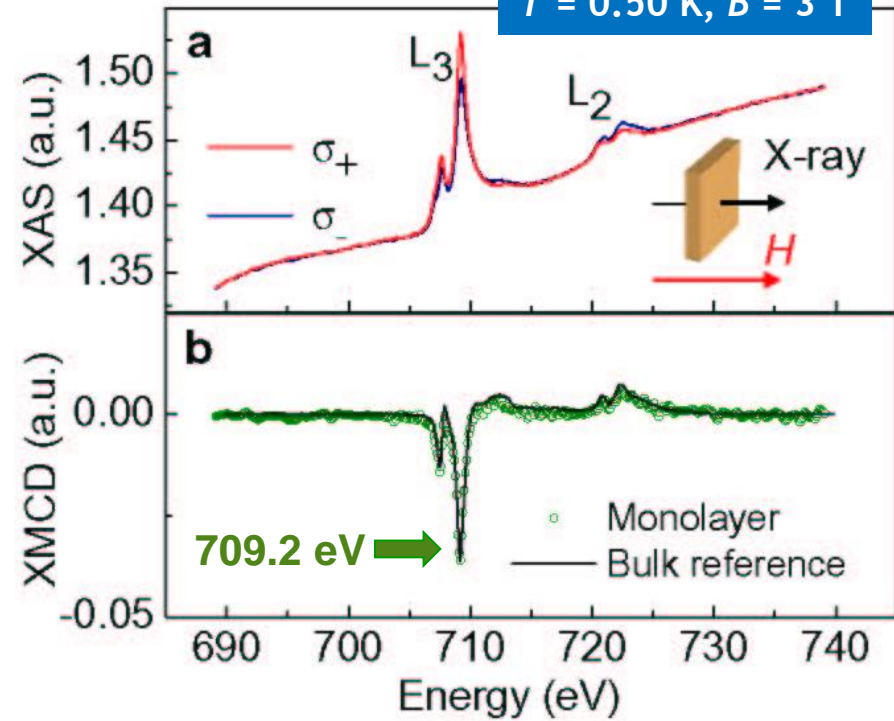 T = 0.50 K, B = 3 T
a
L3
L2
XAS (a.u.)
1.50
1.45
1.40
1.35
σ+
σ-
X-ray
H
b
XMCD (a.u.)
0.00
-0.05
709.2 eV
Monolayer
Bulk reference
690 700 710 720 730 740
Energy (eV)